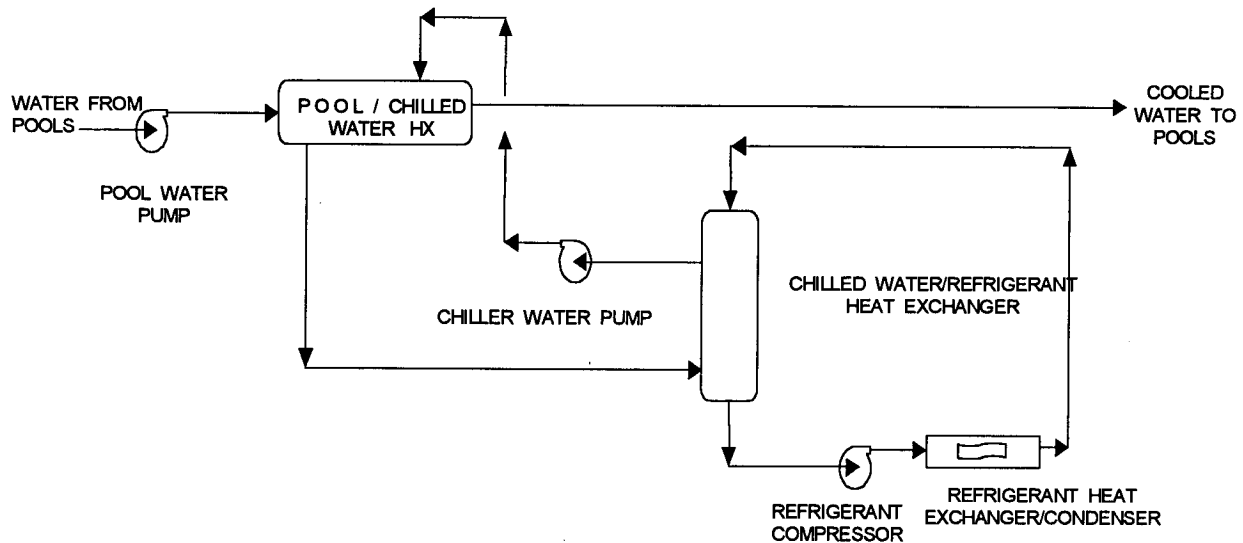 WATER FROM
POOLS
POOL WATER
PUMP
POOL / CHILLED
WATER HX
COOLED
WATER TO
POOLS
CHILLER WATER PUMP
CHILLED WATER/REFRIGERANT
HEAT EXCHANGER
REFRIGERANT
COMPRESSOR
REFRIGERANT HEAT
EXCHANGER/CONDENSER